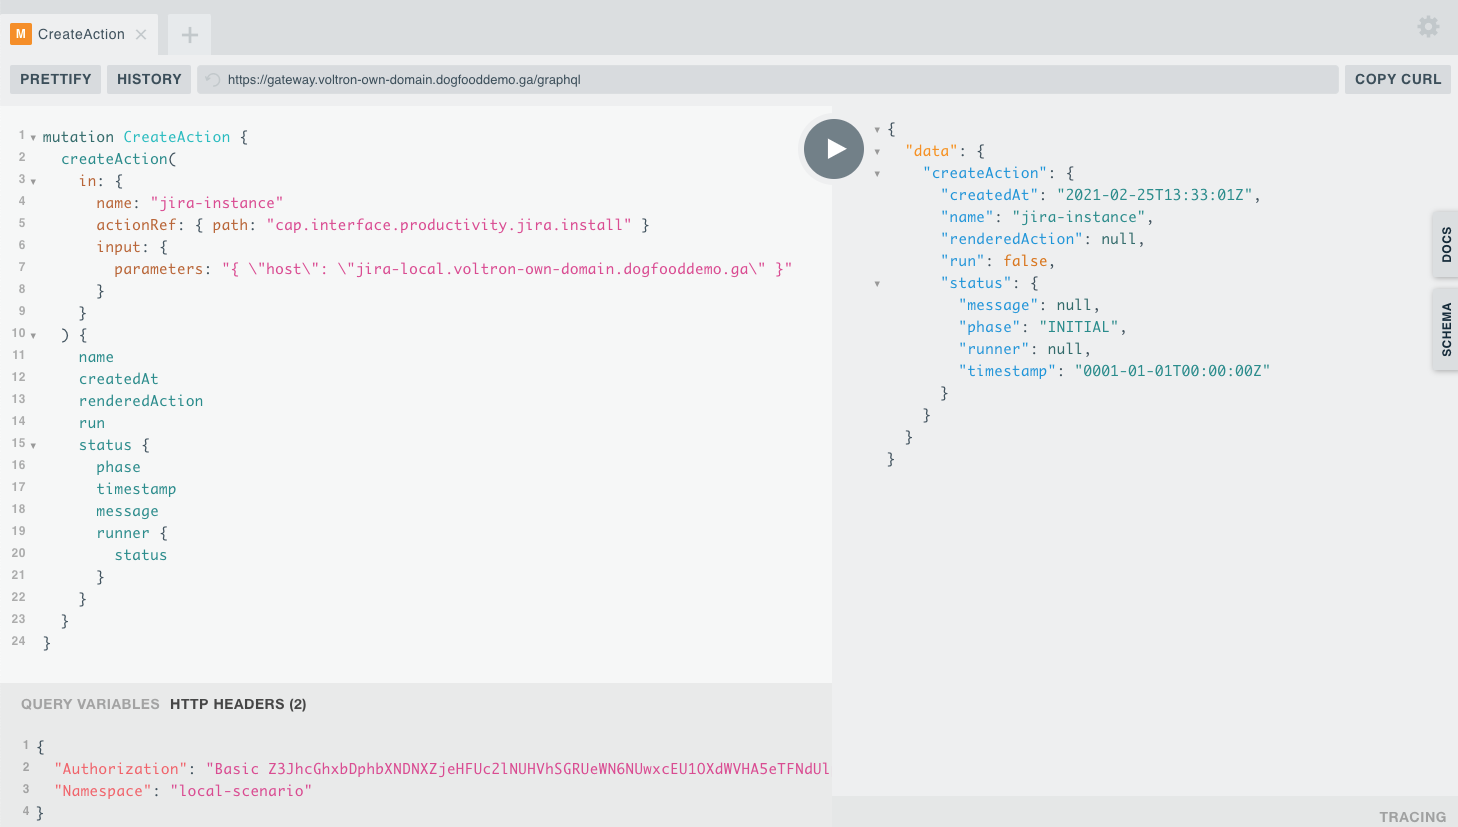 M CreateAction
PRETTIFY HISTORY https://gateway.voltron-own-domain.dogfooddemo.ga/graphql COPY CURL
1 mutation CreateAction {
2 createAction(
3 in: {
4 name: "jira-instance"
5 actionRef: { path: "cap.interface.productivity.jira.install" }
6 input: {
7 parameters: "{ \"host\": \"jira-local.voltron-own-domain.dogfooddemo.ga\" }"
8 }
9 }
10 ) {
11 name
12 createdAt
13 renderedAction
14 run
15 status {
16 phase
17 timestamp
18 message
19 runner {
20 status
21 }
22 }
23 }
24 }
{
"data": {
"createAction": {
"createdAt": "2021-02-25T13:33:01Z",
"name": "jira-instance",
"renderedAction": null,
"run": false,
"status": {
"message": null,
"phase": "INITIAL",
"runner": null,
"timestamp": "0001-01-01T00:00:00Z"
}
}
}
}
DOCS
SCHEMA
QUERY VARIABLES HTTP HEADERS (2)
1 {
2 "Authorization": "Basic Z3JhcGhxbDphbXNDNXZjeHFUc2lNUHVhSGRUeWN6NUwxcEU1OXdWVHA5eTFNdUl
3 "Namespace": "local-scenario"
4 }
TRACING